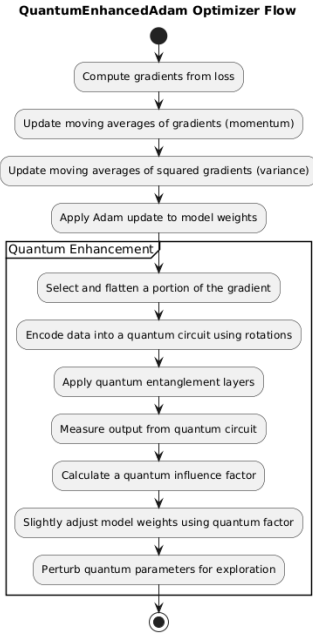 QuantumEnhancedAdam Optimizer Flow
Compute gradients from loss
Update moving averages of gradients (momentum)
Update moving averages of squared gradients (variance)
Apply Adam update to model weights
Quantum Enhancement
Select and flatten a portion of the gradient
Encode data into a quantum circuit using rotations
Apply quantum entanglement layers
Measure output from quantum circuit
Calculate a quantum influence factor
Slightly adjust model weights using quantum factor
Perturb quantum parameters for exploration